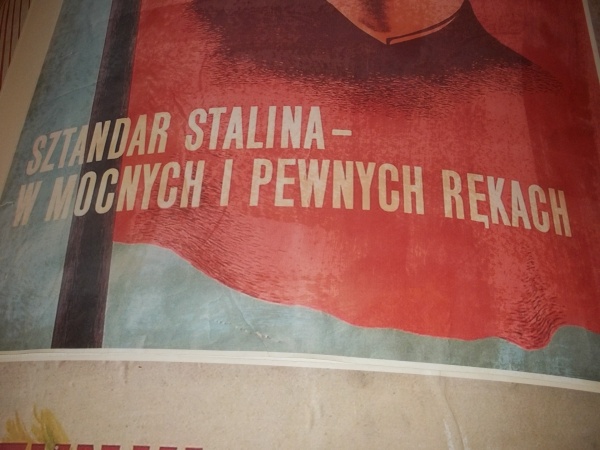 SZTANDAR STALINA –
W MOCNYCH I PEWNYCH RĘKACH